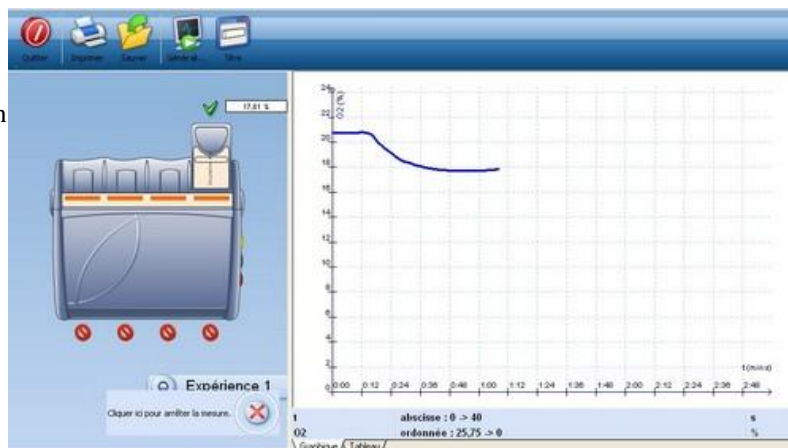 Quitter Imprimer Sauver Général ... Titre
n
17,81 %
Expérience 1
Cliquer ici pour arrêter la mesure.
O2 (%)
24
22
20
18
16
14
12
10
8
6
4
2
0
t (min:s)
0:00 0:12 0:24 0:36 0:48 1:00 1:12 1:24 1:36 1:48 2:00 2:12 2:24 2:36 2:48
t abscisse : 0 -> 40 s
O2 ordonnée : 25,75 -> 0 %
Graphique Tableau